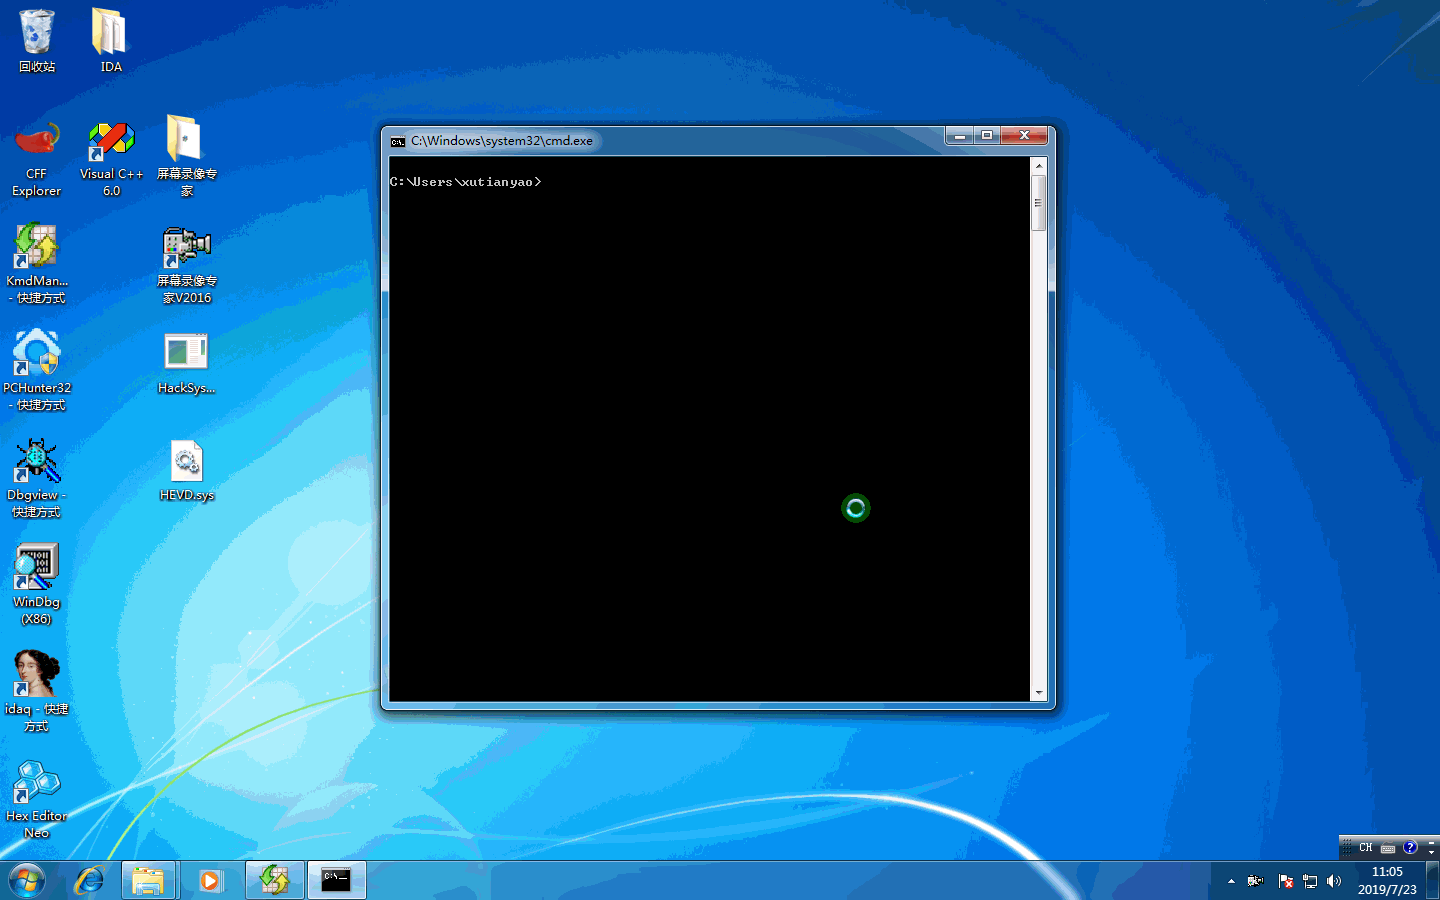 回收站
IDA
CFF
Explorer
Visual C++
6.0
屏幕录像专
家
KmdMan...
- 快捷方式
屏幕录像专
家V2016
PCHunter32
- 快捷方式
HackSys...
Dbgview -
快捷方式
HEVD.sys
WinDbg
(X86)
idaq - 快捷
方式
Hex Editor
Neo
C:\Windows\system32\cmd.exe
C:\Users\xutianyao>
CH
11:05
2019/7/23